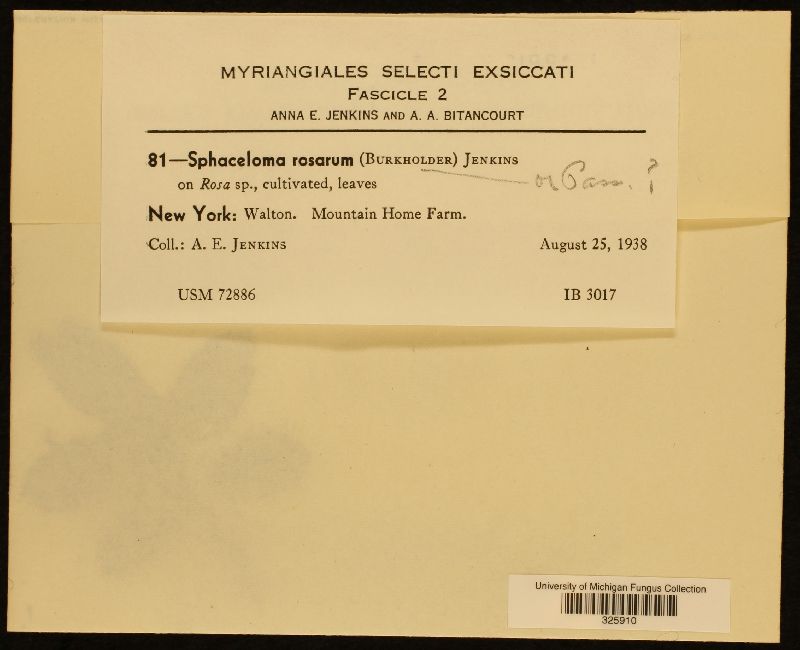 MYRIANGIALES SELECTI EXSICCATI
FASCICLE 2
ANNA E. JENKINS AND A. A. BITANCOURT
81—Sphaceloma rosarum (BURKHOLDER) JENKINS
or Pass. ?
on Rosa sp., cultivated, leaves
New York: Walton. Mountain Home Farm.
Coll.: A. E. JENKINS August 25, 1938
USM 72886 IB 3017
University of Michigan Fungus Collection
325910